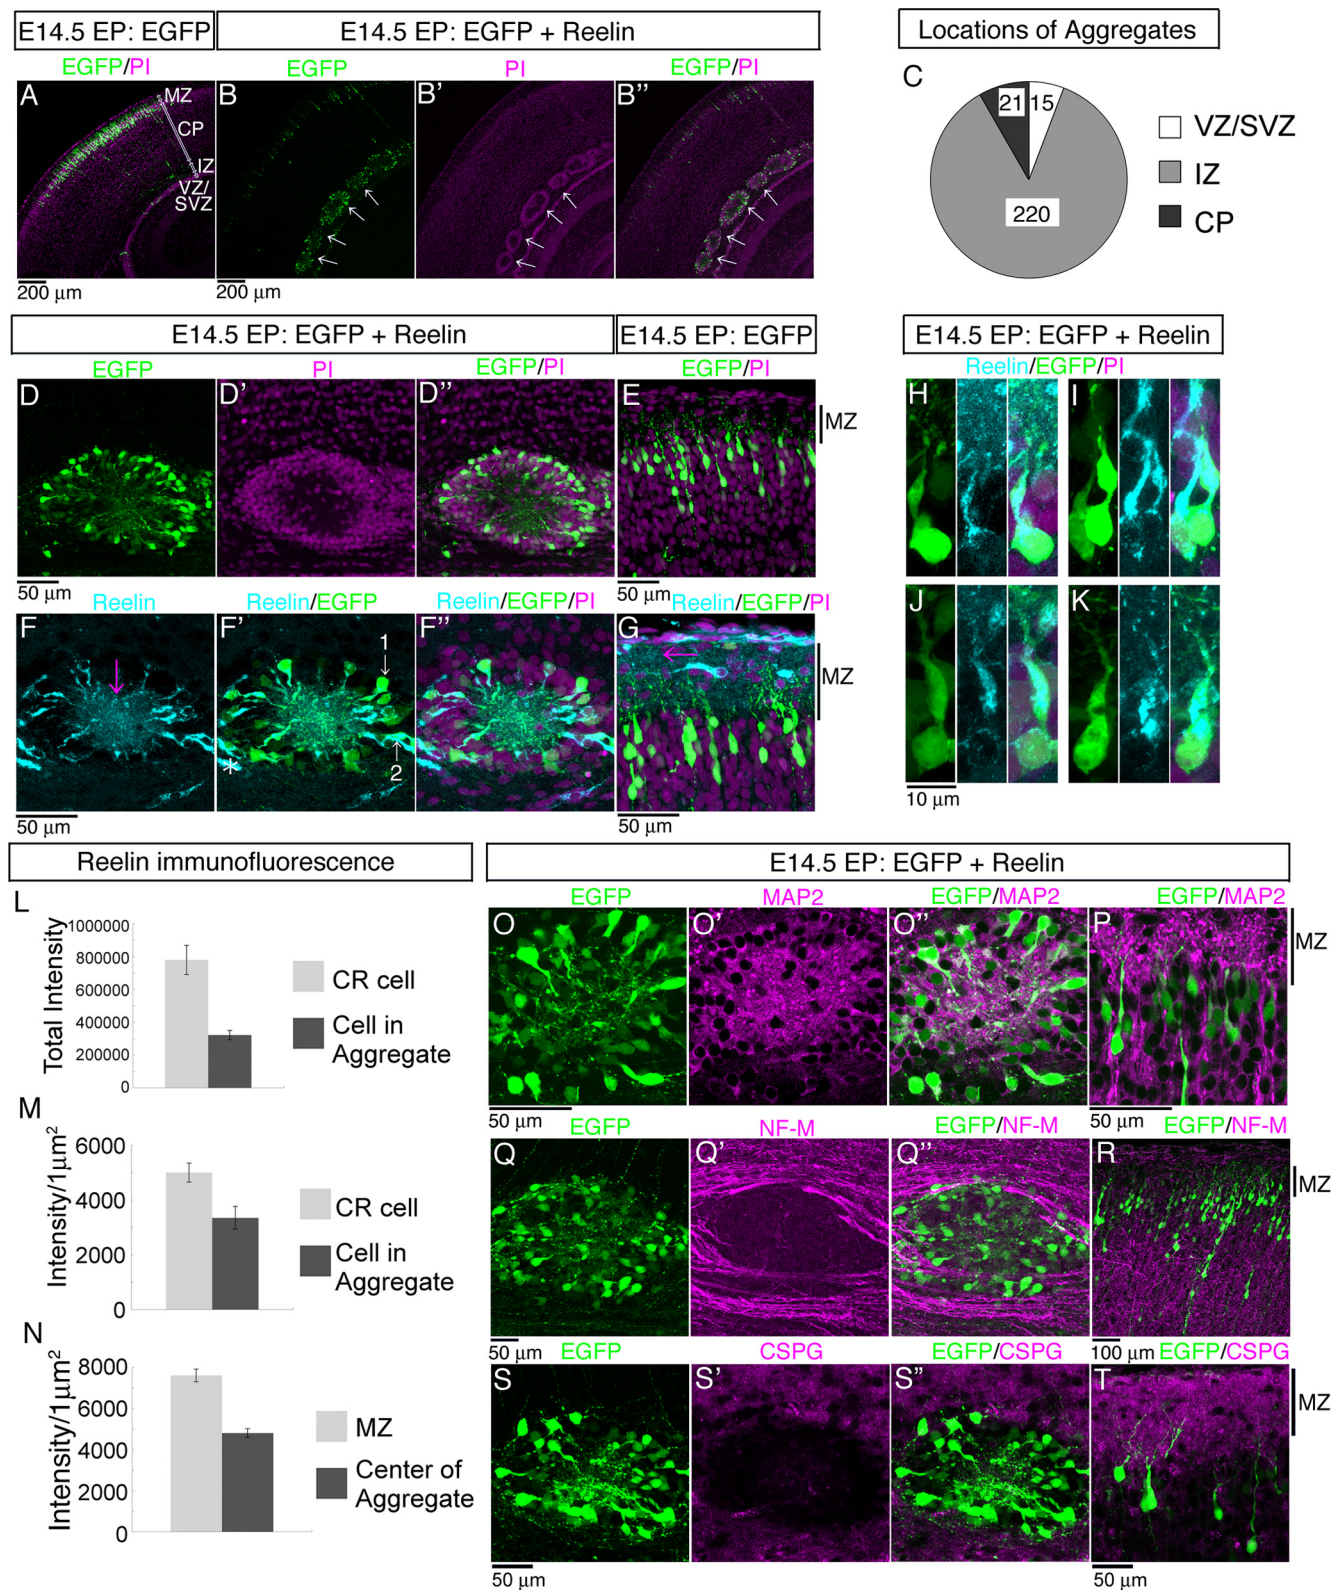 E14.5 EP: EGFP
E14.5 EP: EGFP + Reelin
EGFP/PI
EGFP
PI
EGFP/PI
A
MZ
CP
IZ
VZ/
SVZ
B
B'
B''
200 µm
200 µm
Locations of Aggregates
C
21
15
220
VZ/SVZ
IZ
CP
E14.5 EP: EGFP + Reelin
E14.5 EP: EGFP
EGFP
PI
EGFP/PI
EGFP/PI
D
D'
D''
E
MZ
50 µm
50 µm
Reelin
Reelin/EGFP
Reelin/EGFP/PI
Reelin/EGFP/PI
F
F'
1
2
*
F''
G
MZ
50 µm
50 µm
E14.5 EP: EGFP + Reelin
Reelin/EGFP/PI
H
I
J
K
10 µm
Reelin immunofluorescence
L
Total Intensity
1000000
800000
600000
400000
200000
0
CR cell
Cell in
Aggregate
M
Intensity/1µm²
6000
4000
2000
0
CR cell
Cell in
Aggregate
N
Intensity/1µm²
8000
6000
4000
2000
0
MZ
Center of
Aggregate
E14.5 EP: EGFP + Reelin
EGFP
MAP2
EGFP/MAP2
EGFP/MAP2
O
O'
O''
P
MZ
50 µm
50 µm
EGFP
NF-M
EGFP/NF-M
EGFP/NF-M
Q
Q'
Q''
R
MZ
50 µm
100 µm
EGFP
CSPG
EGFP/CSPG
EGFP/CSPG
S
S'
S''
T
MZ
50 µm
50 µm